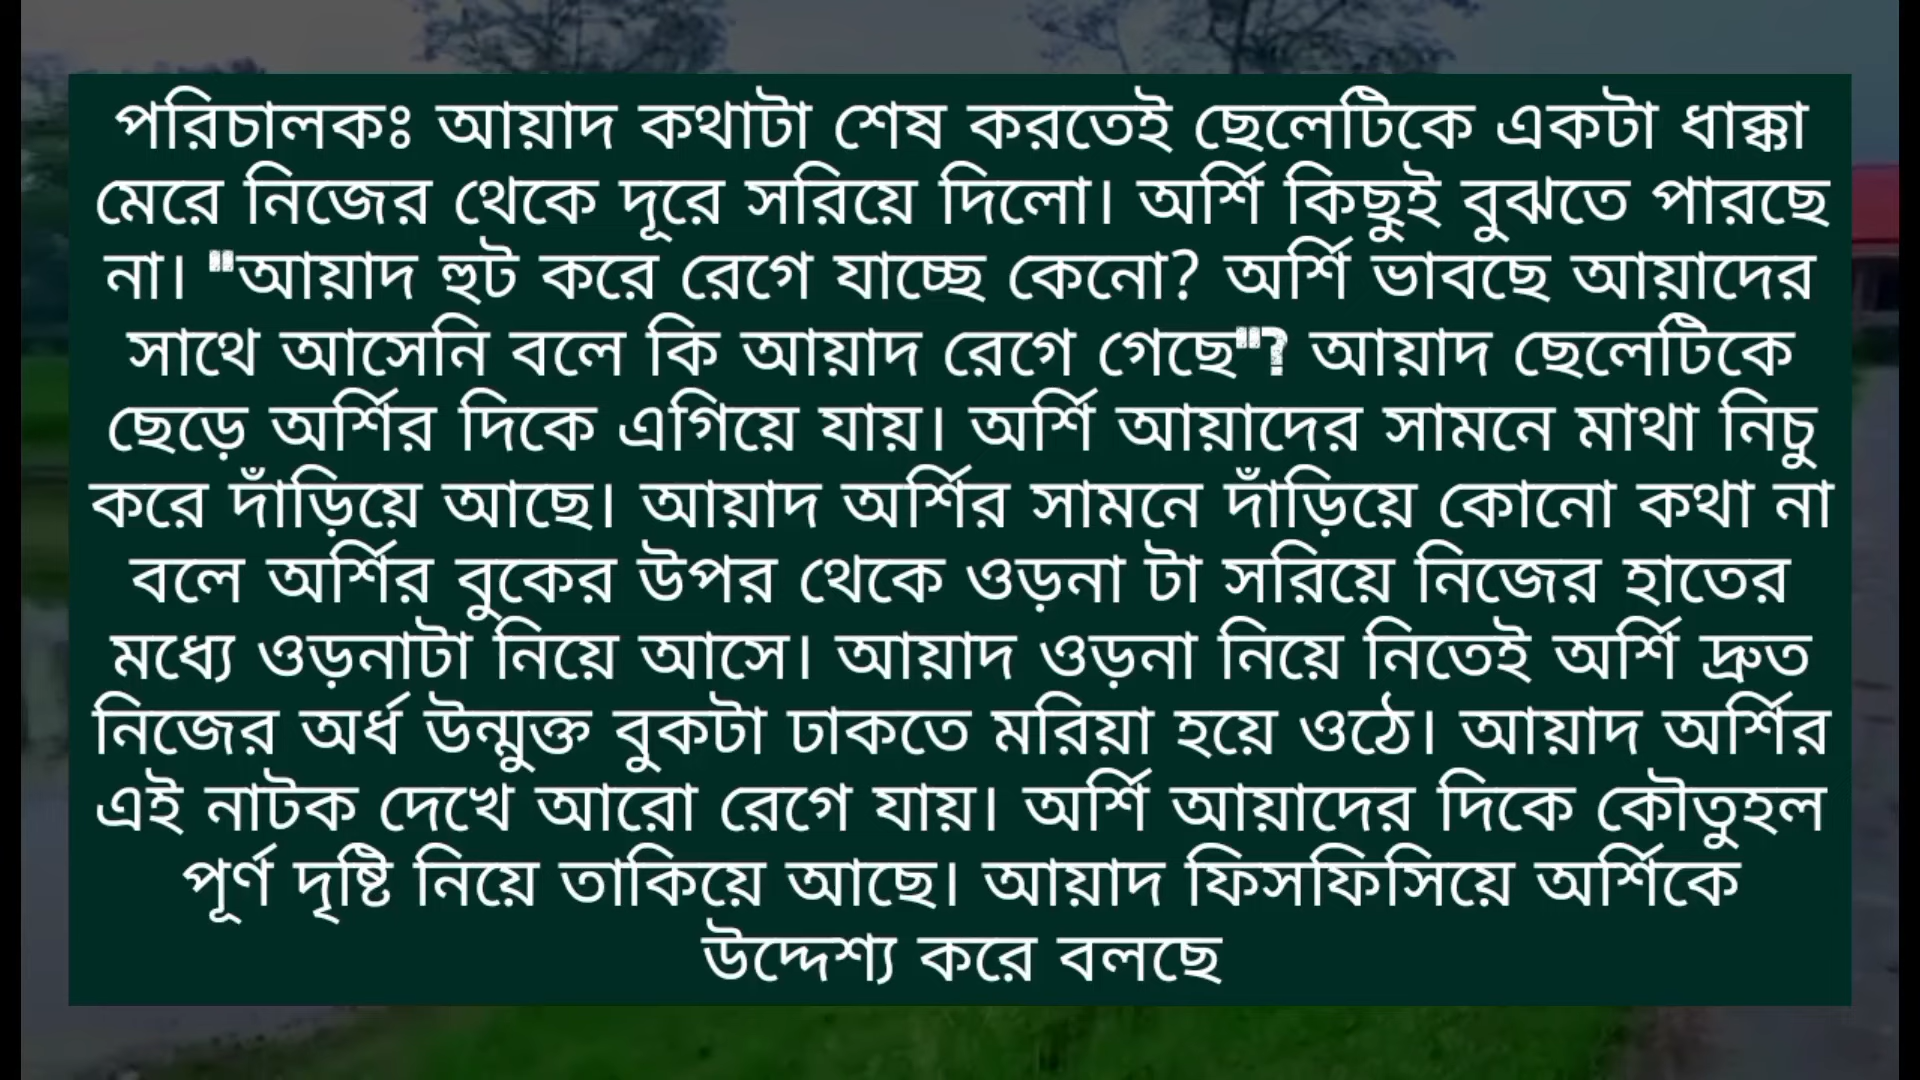 পরিচালকঃ আয়াদ কথাটা শেষ করতেই ছেলেটিকে একটা ধাক্কা
মেরে নিজের থেকে দূরে সরিয়ে দিলো। অর্শি কিছুই বুঝতে পারছে
না। "আয়াদ হুট করে রেগে যাচ্ছে কেনো? অর্শি ভাবছে আয়াদের
সাথে আসেনি বলে কি আয়াদ রেগে গেছে"? আয়াদ ছেলেটিকে
ছেড়ে অর্শির দিকে এগিয়ে যায়। অর্শি আয়াদের সামনে মাথা নিচু
করে দাঁড়িয়ে আছে। আয়াদ অর্শির সামনে দাঁড়িয়ে কোনো কথা না
বলে অর্শির বুকের উপর থেকে ওড়না টা সরিয়ে নিজের হাতের
মধ্যে ওড়নাটা নিয়ে আসে। আয়াদ ওড়না নিয়ে নিতেই অর্শি দ্রুত
নিজের অর্ধ উন্মুক্ত বুকটা ঢাকতে মরিয়া হয়ে ওঠে। আয়াদ অর্শির
এই নাটক দেখে আরো রেগে যায়। অর্শি আয়াদের দিকে কৌতুহল
পূর্ণ দৃষ্টি নিয়ে তাকিয়ে আছে। আয়াদ ফিসফিসিয়ে অর্শিকে
উদ্দেশ্য করে বলছে